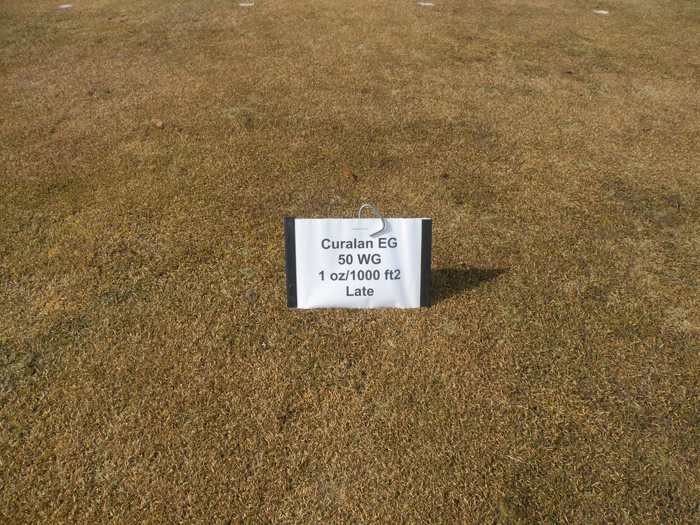 Curalan EG
50 WG
1 oz/1000 ft2
Late